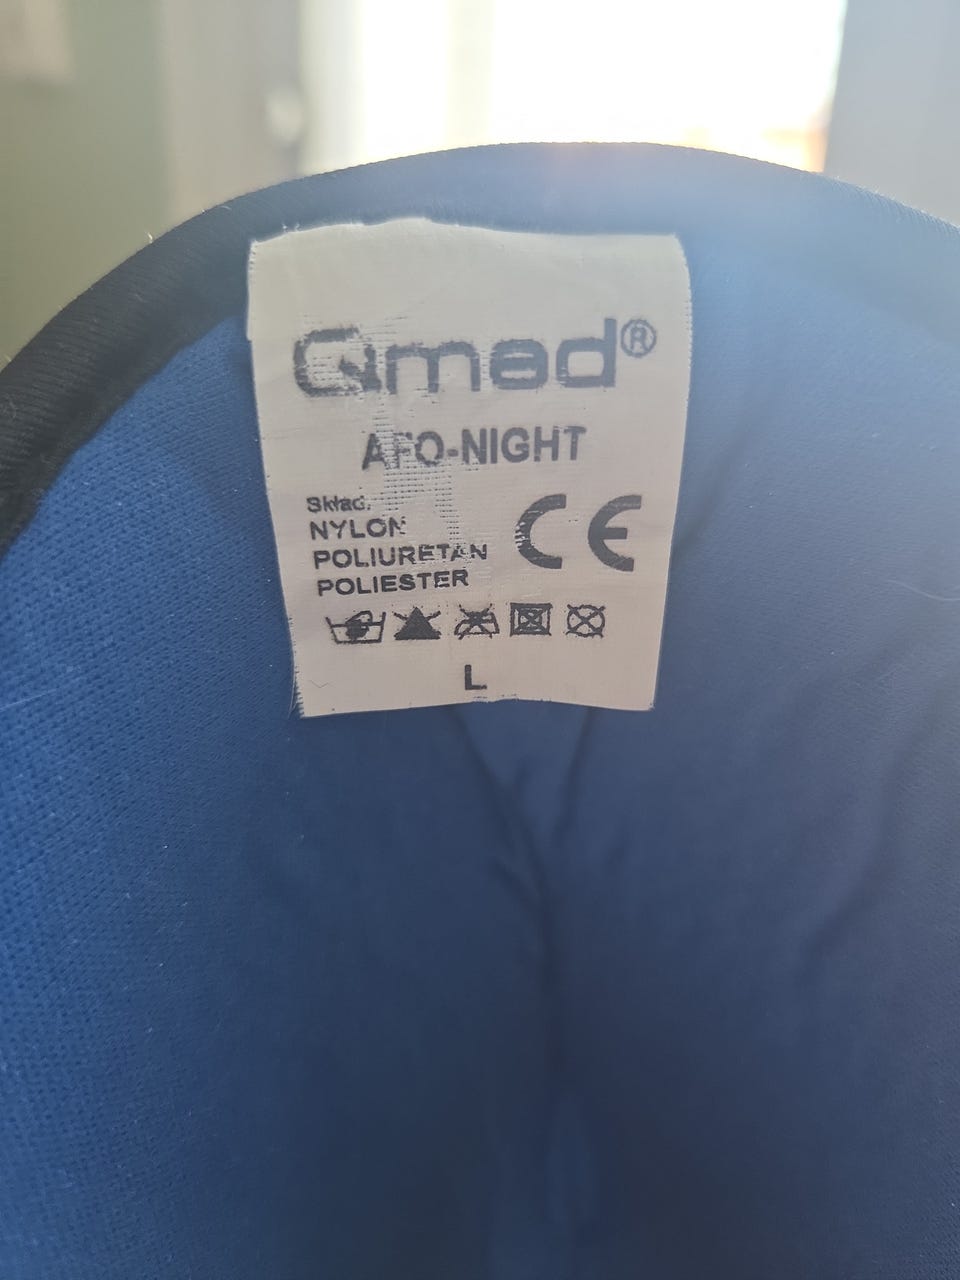 Qmed®
AFO-NIGHT
Skład:
NYLON
POLIURETAN
POLIESTER
CE
L